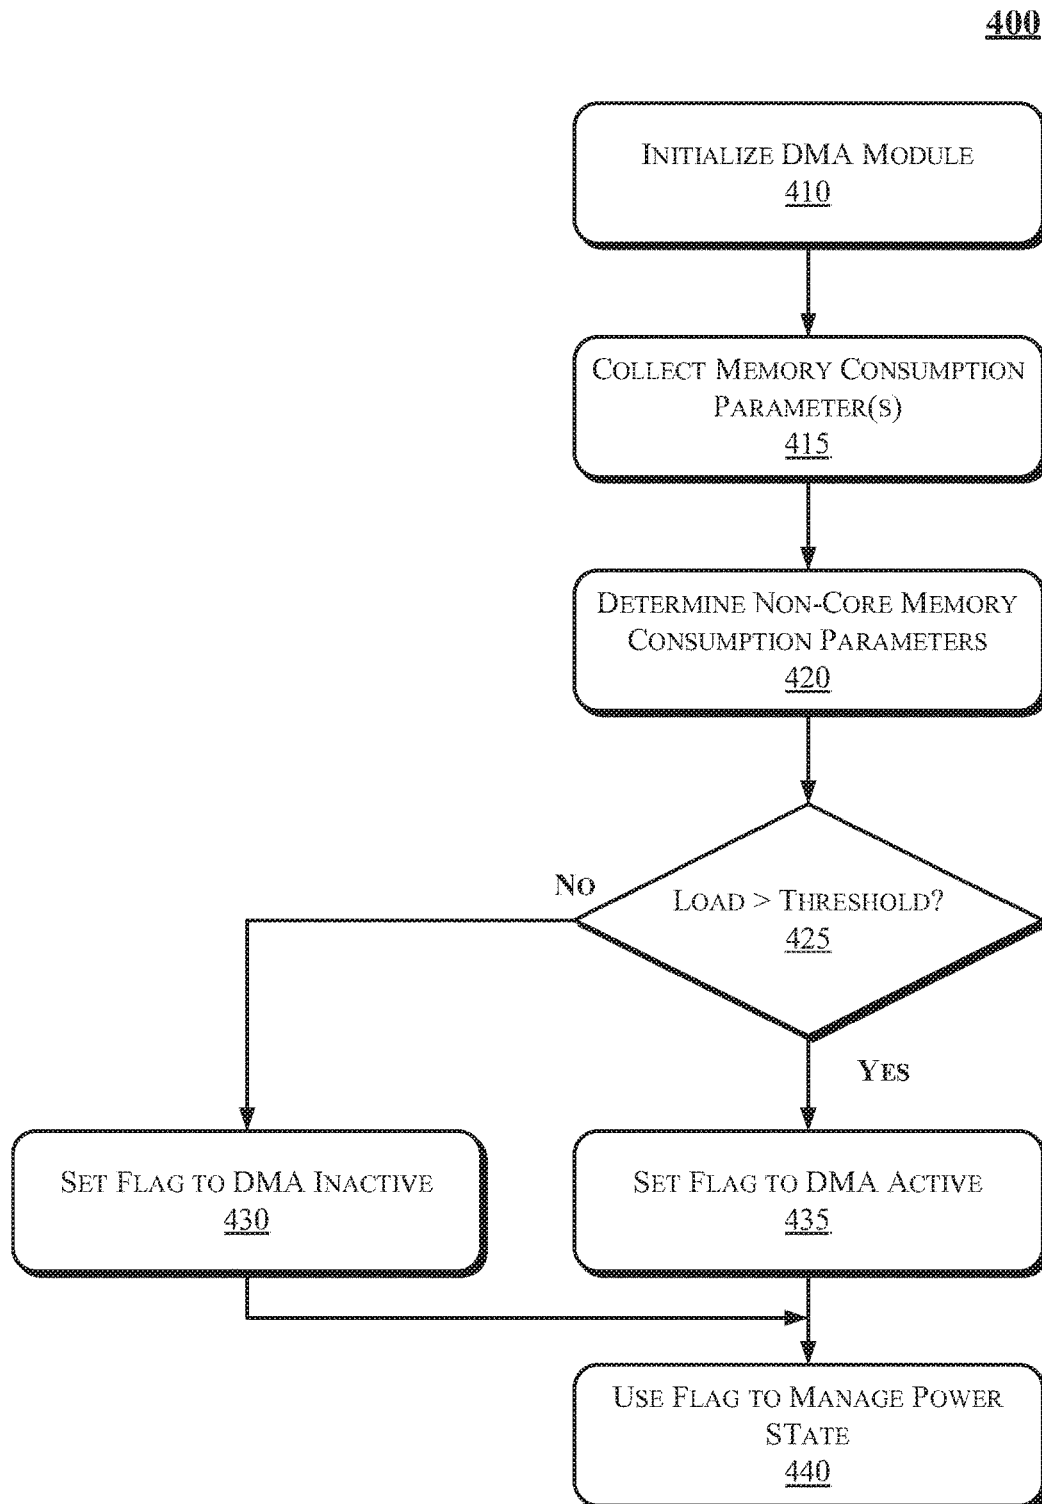 400
INITIALIZE DMA MODULE
410
COLLECT MEMORY CONSUMPTION
PARAMETER(S)
415
DETERMINE NON-CORE MEMORY
CONSUMPTION PARAMETERS
420
NO
LOAD > THRESHOLD?
425
YES
SET FLAG TO DMA INACTIVE
430
SET FLAG TO DMA ACTIVE
435
USE FLAG TO MANAGE POWER
STATE
440